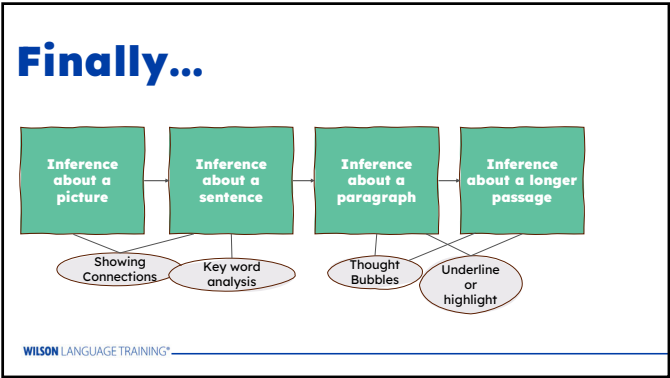 Finally...
Inference
about a
picture
Inference
about a
sentence
Inference
about a
paragraph
Inference
about a longer
passage
Showing
Connections
Key word
analysis
Thought
Bubbles
Underline
or
highlight
WILSON LANGUAGE TRAINING®